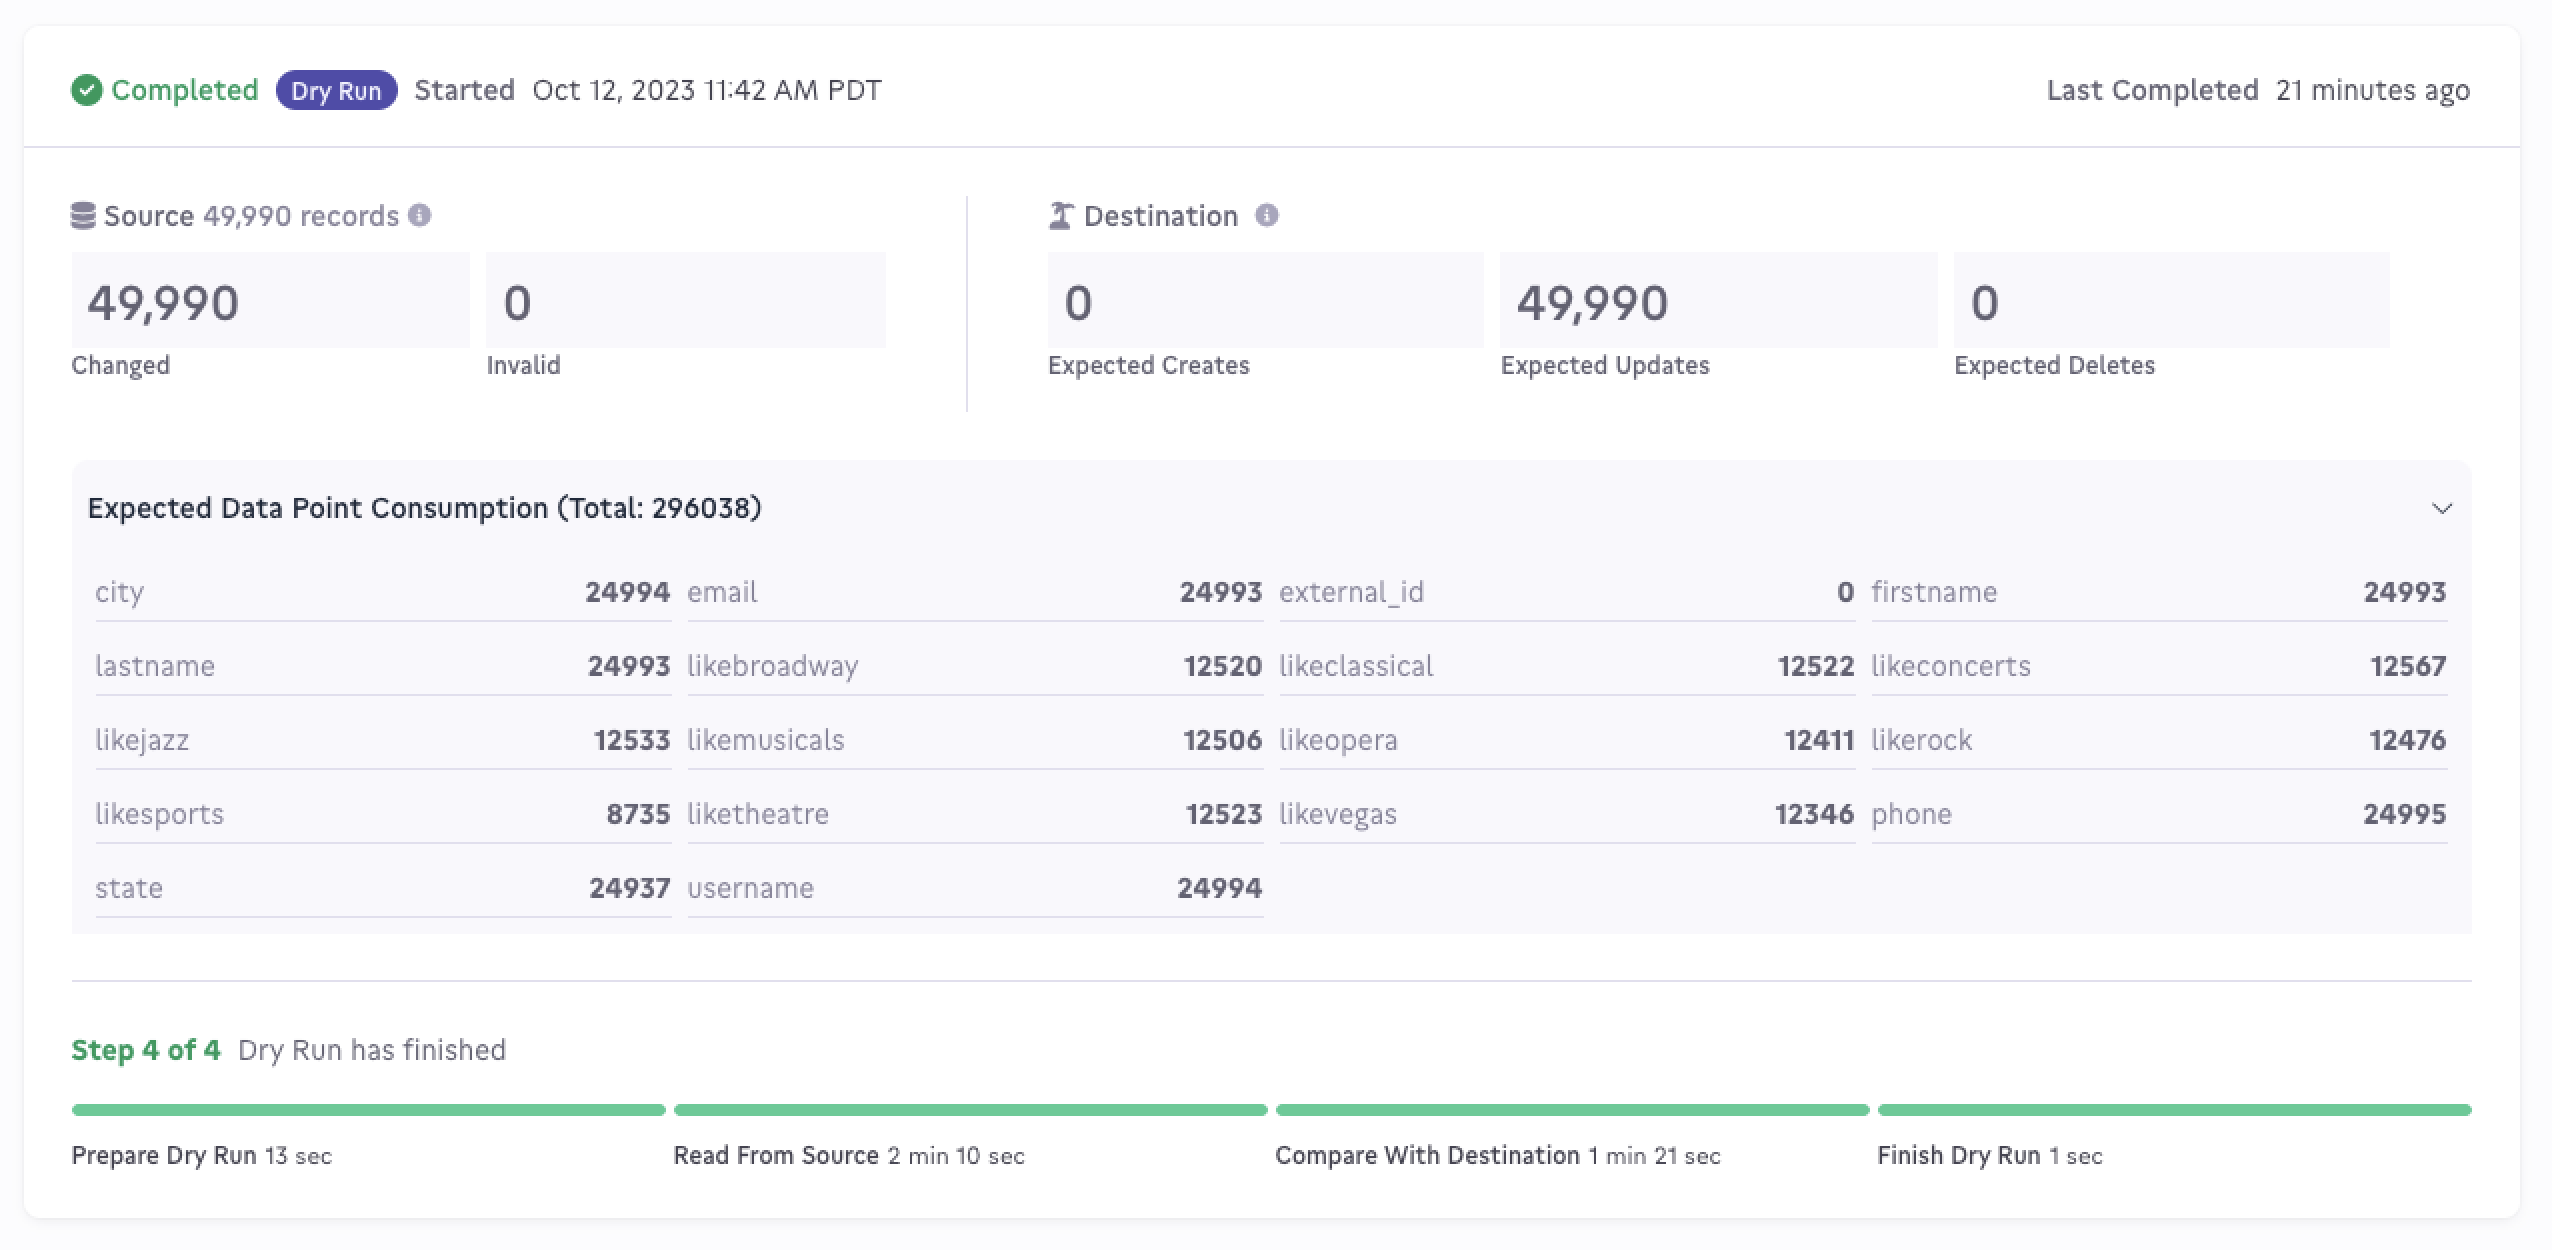 Completed Dry Run Started Oct 12, 2023 11:42 AM PDT Last Completed 21 minutes ago
Source 49,990 records Destination
49,990 0 0 49,990 0
Changed Invalid Expected Creates Expected Updates Expected Deletes
Expected Data Point Consumption (Total: 296038)
city 24994 email 24993 external_id 0 firstname 24993
lastname 24993 likebroadway 12520 likeclassical 12522 likeconcerts 12567
likejazz 12533 likemusicals 12506 likeopera 12411 likerock 12476
likesports 8735 liketheatre 12523 likevegas 12346 phone 24995
state 24937 username 24994
Step 4 of 4 Dry Run has finished
Prepare Dry Run 13 sec Read From Source 2 min 10 sec Compare With Destination 1 min 21 sec Finish Dry Run 1 sec